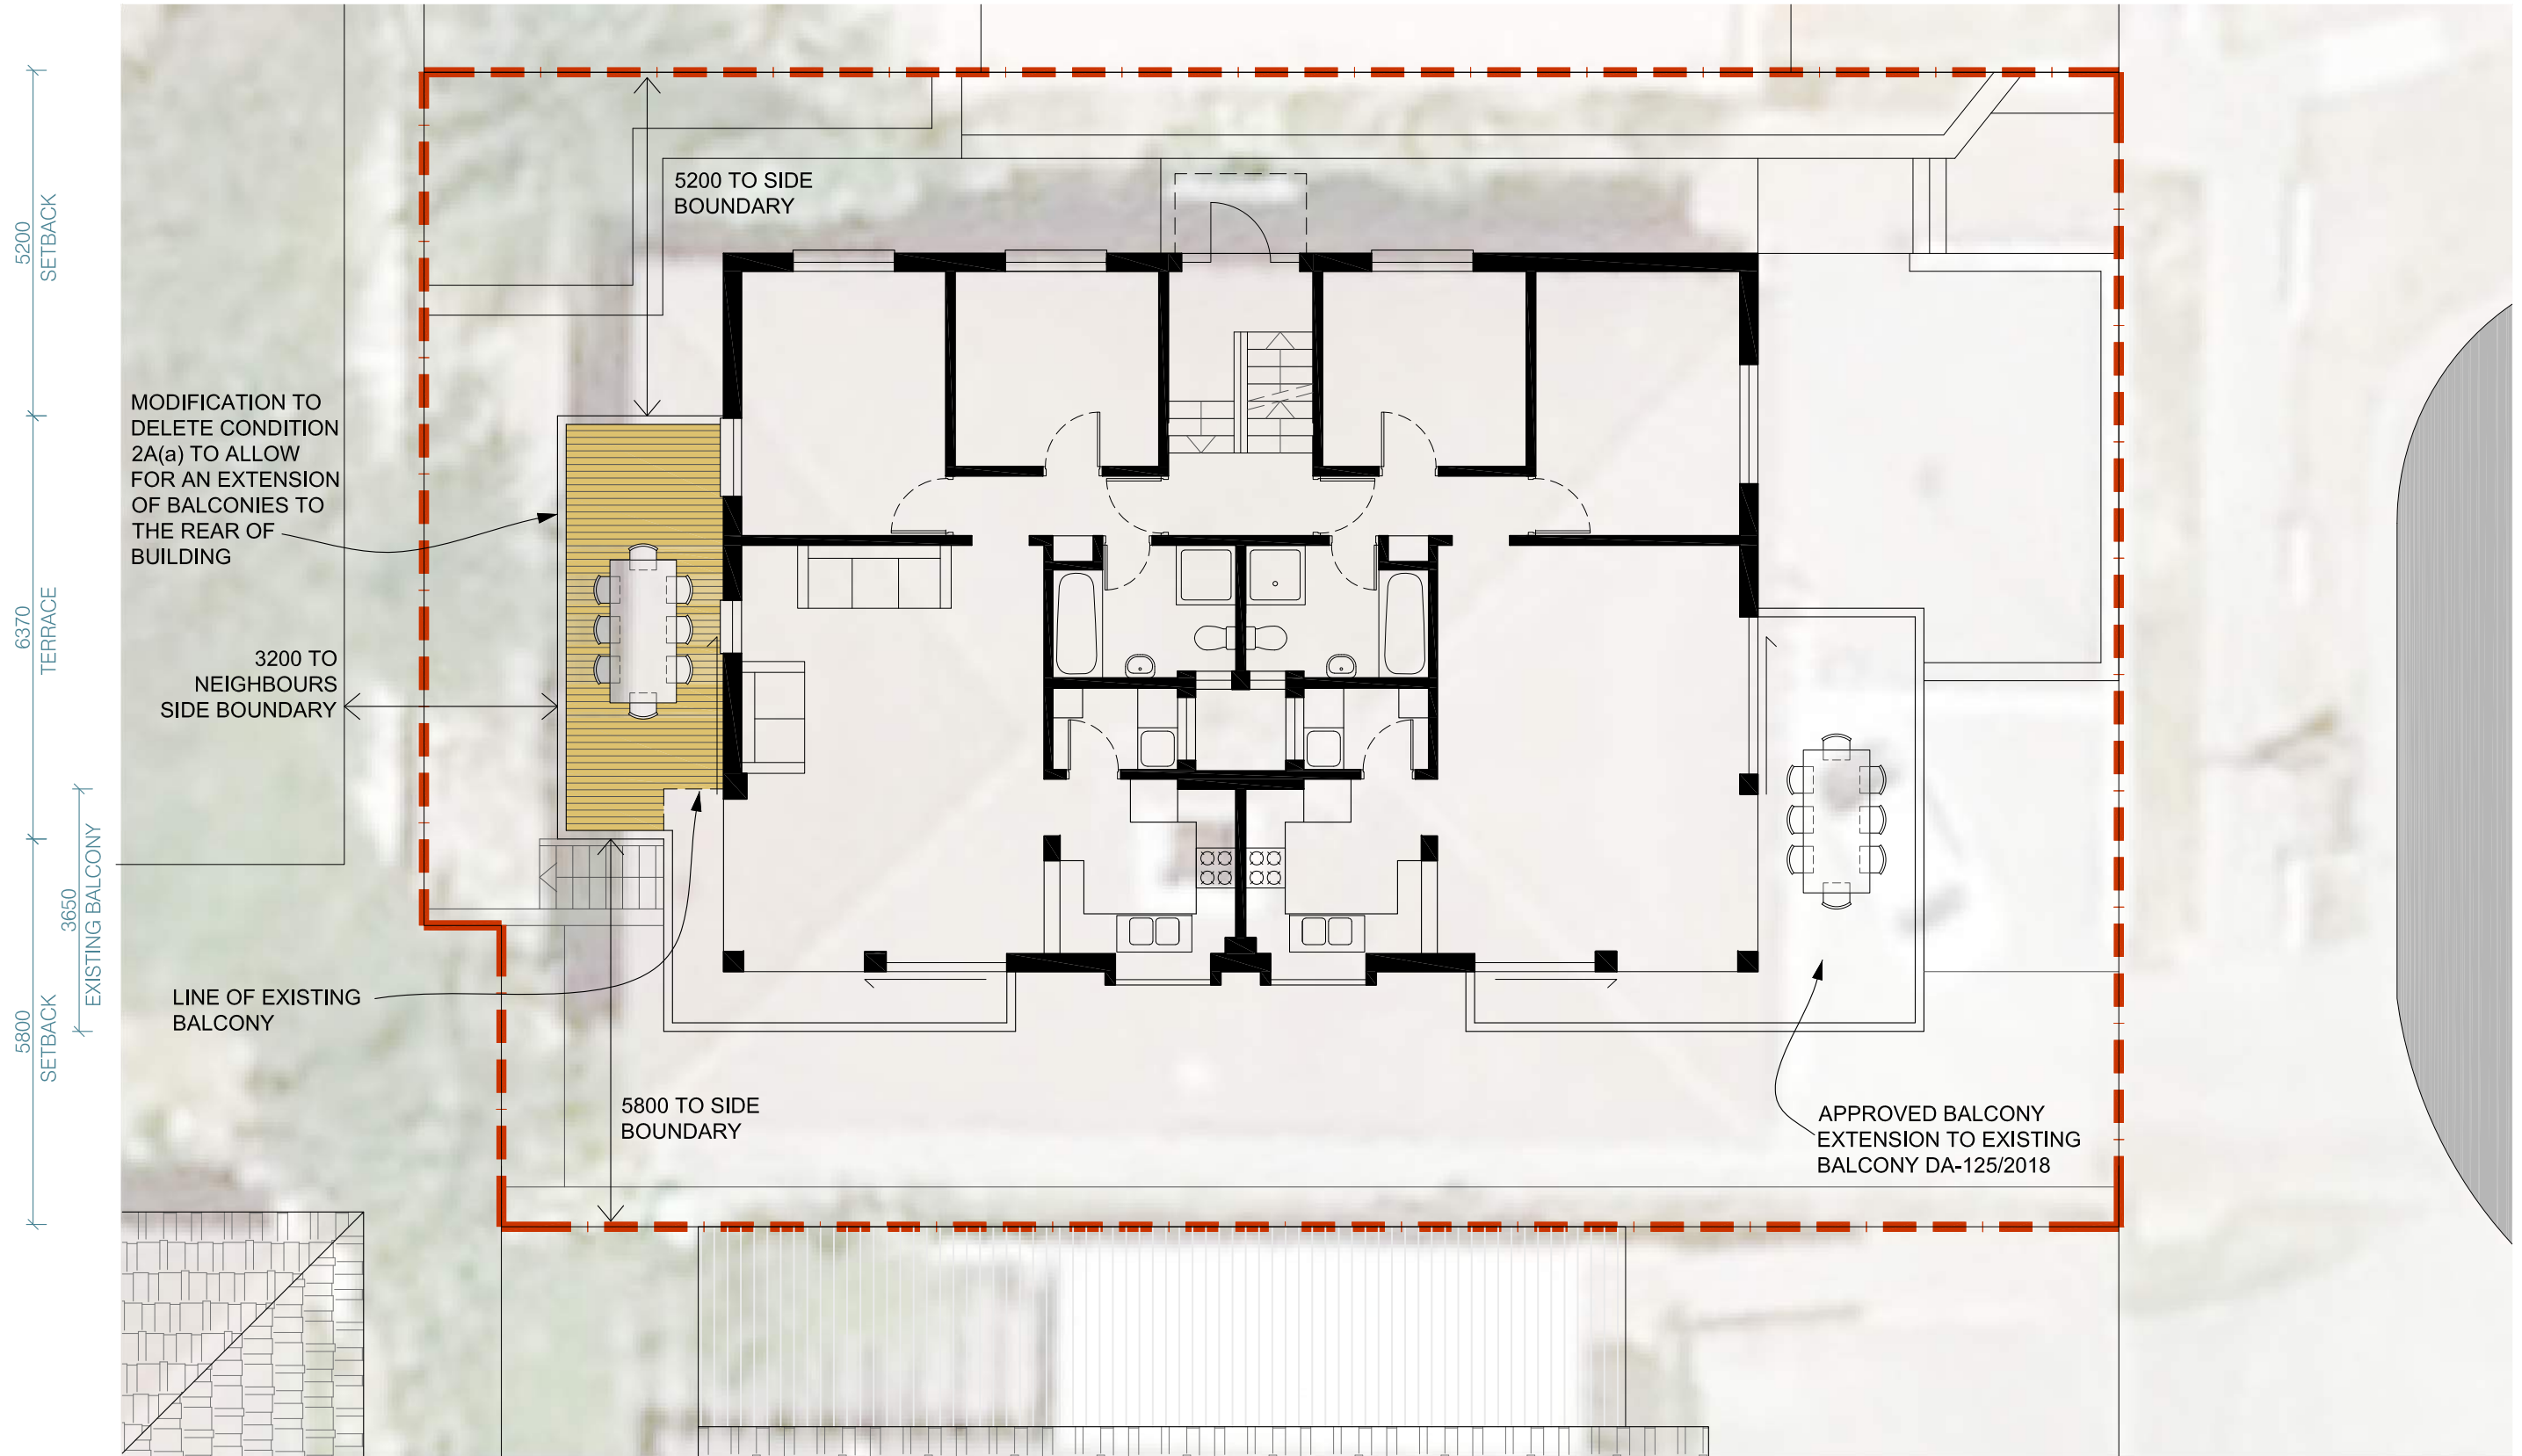 5200
SETBACK
6370
TERRACE
3650
EXISTING BALCONY
5800
SETBACK
5200 TO SIDE
BOUNDARY
MODIFICATION TO
DELETE CONDITION
2A(a) TO ALLOW
FOR AN EXTENSION
OF BALCONIES TO
THE REAR OF
BUILDING
3200 TO
NEIGHBOURS
SIDE BOUNDARY
LINE OF EXISTING
BALCONY
5800 TO SIDE
BOUNDARY
APPROVED BALCONY
EXTENSION TO EXISTING
BALCONY DA-125/2018